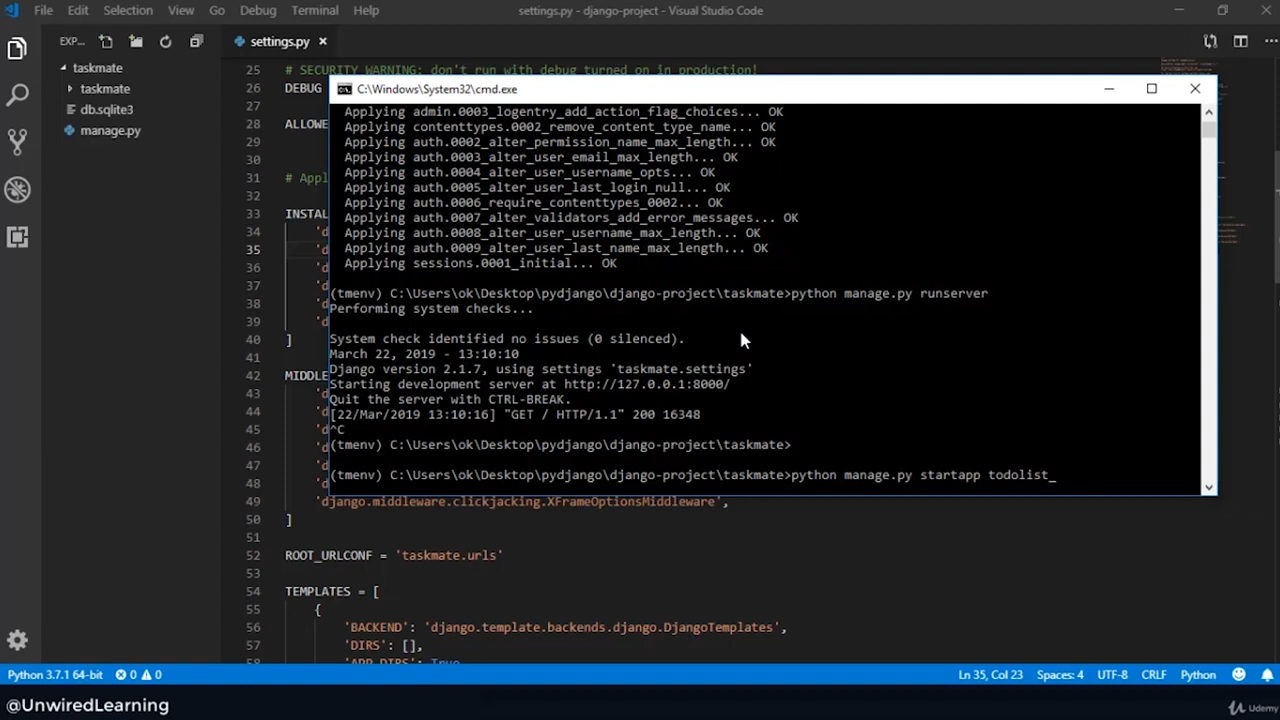 File Edit Selection View Go Debug Terminal Help settings.py - django-project - Visual Studio Code
EXP... settings.py
taskmate
taskmate
db.sqlite3
manage.py
25 # SECURITY WARNING: don't run with debug turned on in production!
26 DEBUG
27
28 ALLOWE
29
30
31 # Appl
32
33 INSTAL
34 'd
35 'd
36 'd
37 'd
38 'd
39 'd
40 ]
41
42 MIDDLE
43 'd
44 'd
45 'd
46 'd
47 'd
48 'd
49 'django.middleware.clickjacking.XFrameOptionsMiddleware',
50 ]
51
52 ROOT_URLCONF = 'taskmate.urls'
53
54 TEMPLATES = [
55 {
56 'BACKEND': 'django.template.backends.django.DjangoTemplates',
57 'DIRS': [],
58 'APP_DIRS': True
C:\Windows\System32\cmd.exe
Applying admin.0003_logentry_add_action_flag_choices... OK
Applying contenttypes.0002_remove_content_type_name... OK
Applying auth.0002_alter_permission_name_max_length... OK
Applying auth.0003_alter_user_email_max_length... OK
Applying auth.0004_alter_user_username_opts... OK
Applying auth.0005_alter_user_last_login_null... OK
Applying auth.0006_require_contenttypes_0002... OK
Applying auth.0007_alter_validators_add_error_messages... OK
Applying auth.0008_alter_user_username_max_length... OK
Applying auth.0009_alter_user_last_name_max_length... OK
Applying sessions.0001_initial... OK
(tmenv) C:\Users\ok\Desktop\pydjango\django-project\taskmate>python manage.py runserver
Performing system checks...
System check identified no issues (0 silenced).
March 22, 2019 - 13:10:10
Django version 2.1.7, using settings 'taskmate.settings'
Starting development server at http://127.0.0.1:8000/
Quit the server with CTRL-BREAK.
[22/Mar/2019 13:10:16] "GET / HTTP/1.1" 200 16348
^C
(tmenv) C:\Users\ok\Desktop\pydjango\django-project\taskmate>
(tmenv) C:\Users\ok\Desktop\pydjango\django-project\taskmate>python manage.py startapp todolist_
Python 3.7.1 64-bit 0 0 Ln 35, Col 23 Spaces: 4 UTF-8 CRLF Python
@UnwiredLearning
Udemy